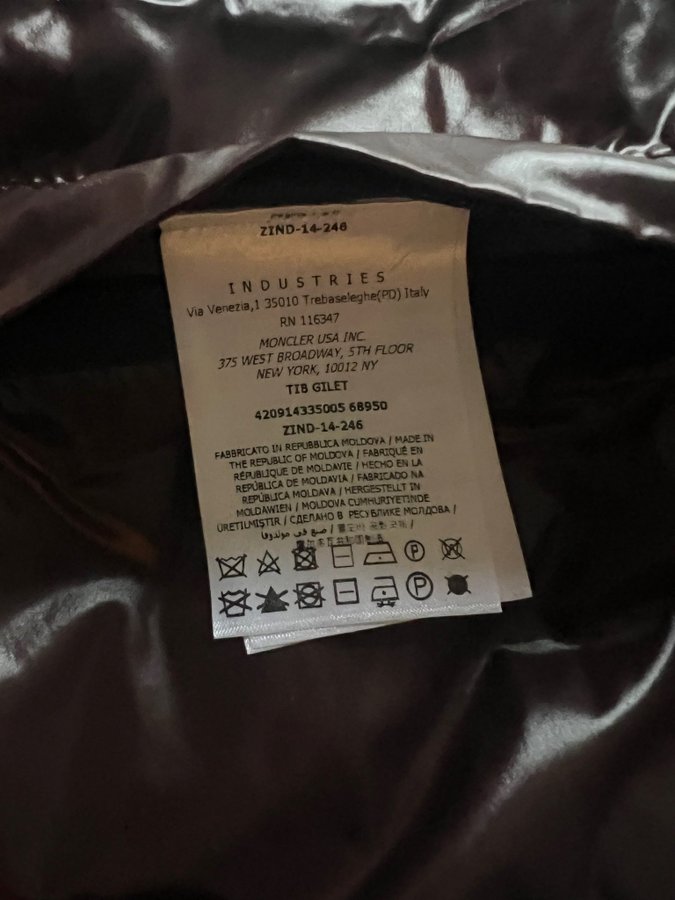 ZIND-14-246
INDUSTRIES
Via Venezia,1 35010 Trebaseleghe(PD) Italy
RN 116347
MONCLER USA INC.
375 WEST BROADWAY, 5TH FLOOR
NEW YORK, 10012 NY
TIB GILET
420914335005 68950
ZIND-14-246
FABBRICATO IN REPUBBLICA MOLDOVA / MADE IN
THE REPUBLIC OF MOLDOVA / FABRIQUÉ EN
RÉPUBLIQUE DE MOLDAVIE / HECHO EN LA
REPÚBLICA DE MOLDAVIA / FABRICADO NA
REPÚBLICA MOLDAVA / HERGESTELLT IN
MOLDAWIEN / MOLDOVA CUMHURIYETINDE
ÜRETILMIŞTIR / СДЕЛАНО В РЕСПУБЛИКЕ МОЛДОВА /
صنع في مولدوفا /